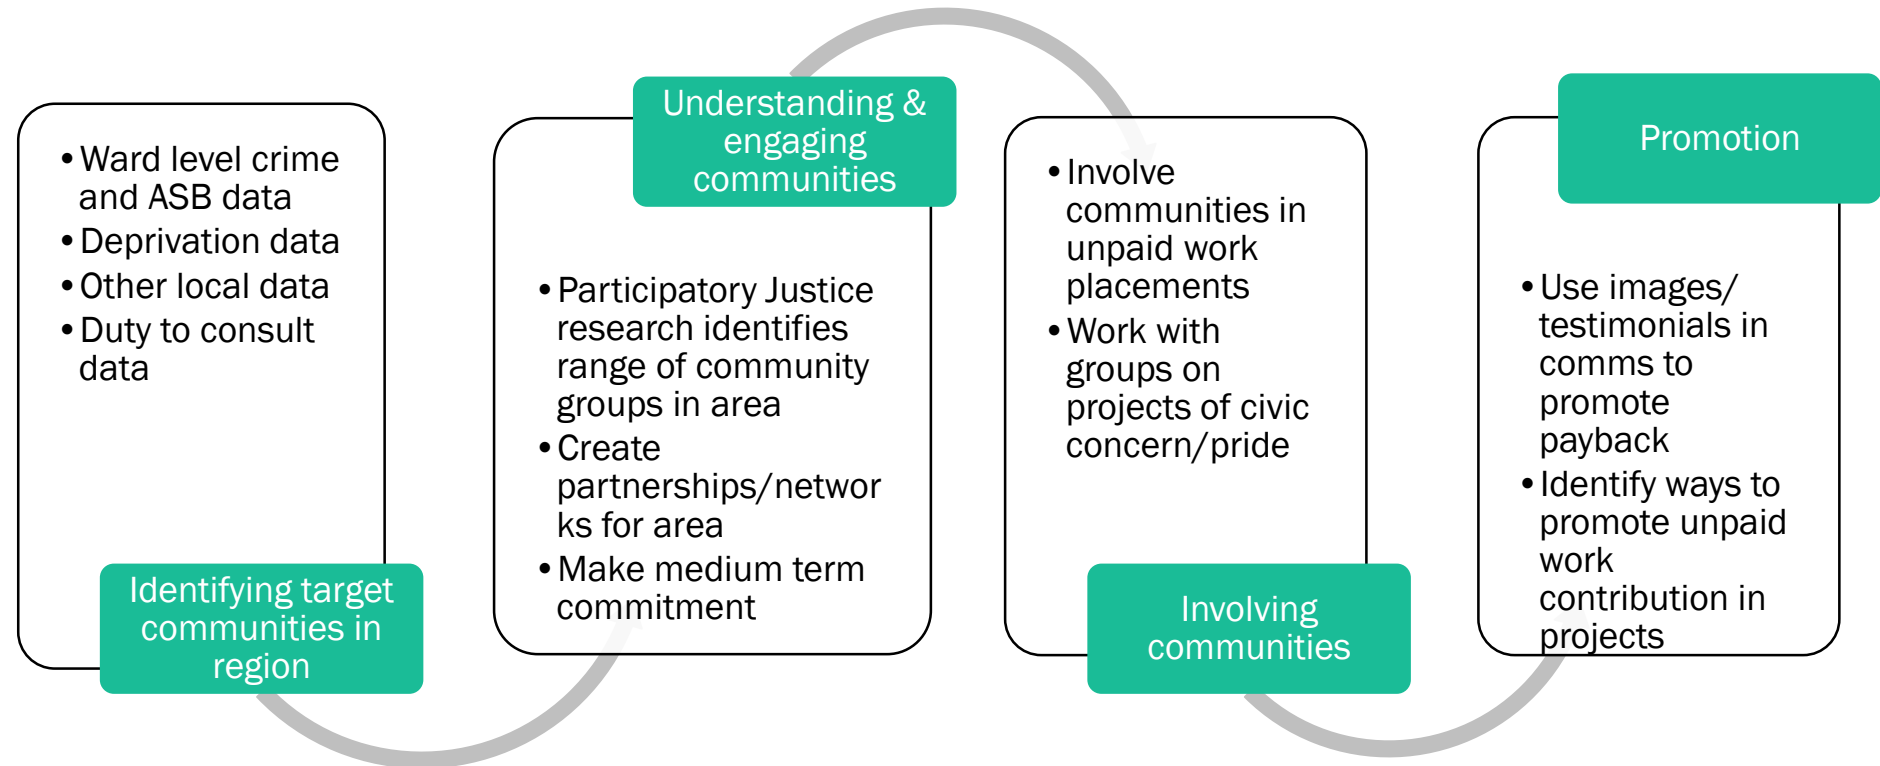 •Ward level crime
and ASB data
•Deprivation data
•Other local data
•Duty to consult
data
Identifying target
communities in
region
Understanding &
engaging
communities
•Participatory Justice
research identifies
range of community
groups in area
•Create
partnerships/networ
ks for area
•Make medium term
commitment
•Involve
communities in
unpaid work
placements
•Work with
groups on
projects of civic
concern/pride
Involving
communities
Promotion
•Use images/
testimonials in
comms to
promote
payback
•Identify ways to
promote unpaid
work
contribution in
projects